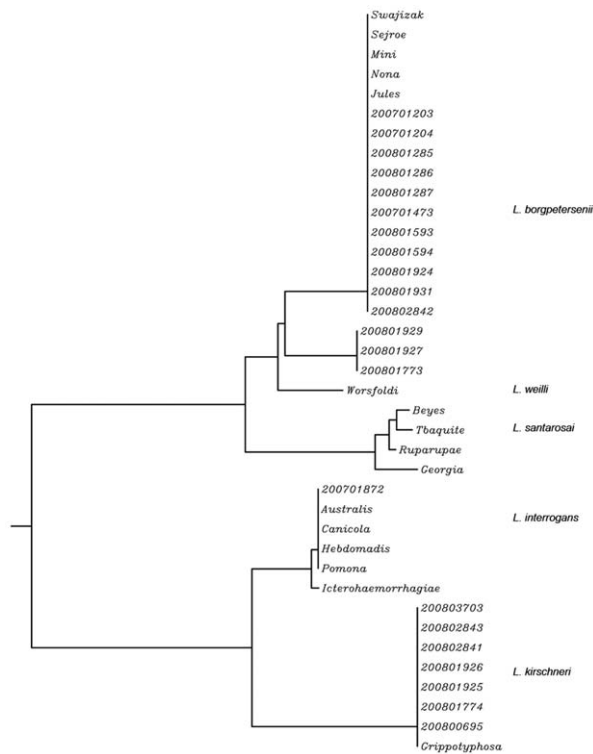 Swajizak
Sejroe
Mini
Nona
Jules
200701203
200701204
200801285
200801286
200801287
200701473
L. borgpetersenii
200801593
200801594
200801924
200801931
200802842
200801929
200801927
200801773
Worsfoldi
L. weilli
Beyes
Tbaquite
L. santarosai
Ruparupae
Georgia
200701872
Australis
L. interrogans
Canicola
Hebdomadis
Pomona
Icterohaemorrhagiae
200803703
200802843
200802841
200801926
L. kirschneri
200801925
200801774
200800695
Grippotyphosa